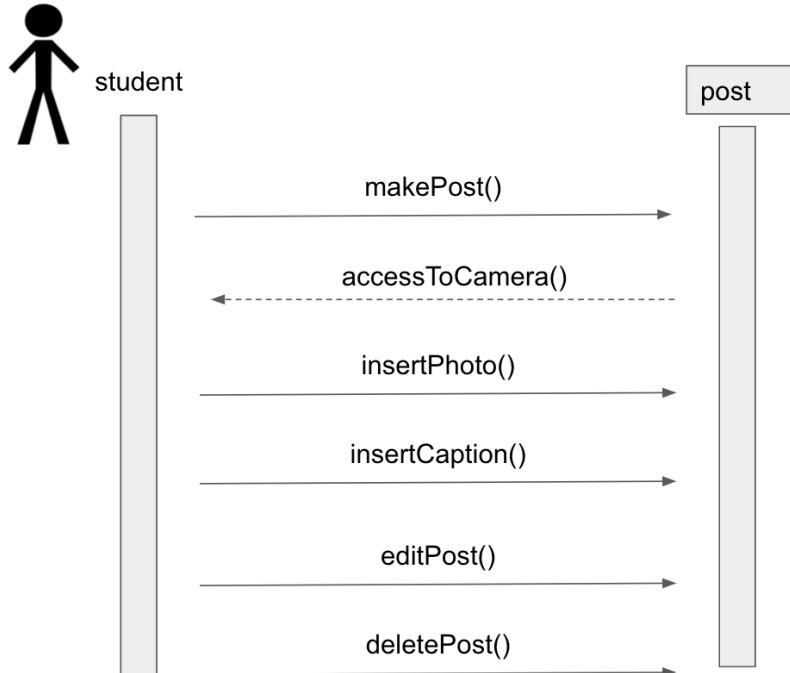 student
post
makePost()
accessToCamera()
insertPhoto()
insertCaption()
editPost()
deletePost()